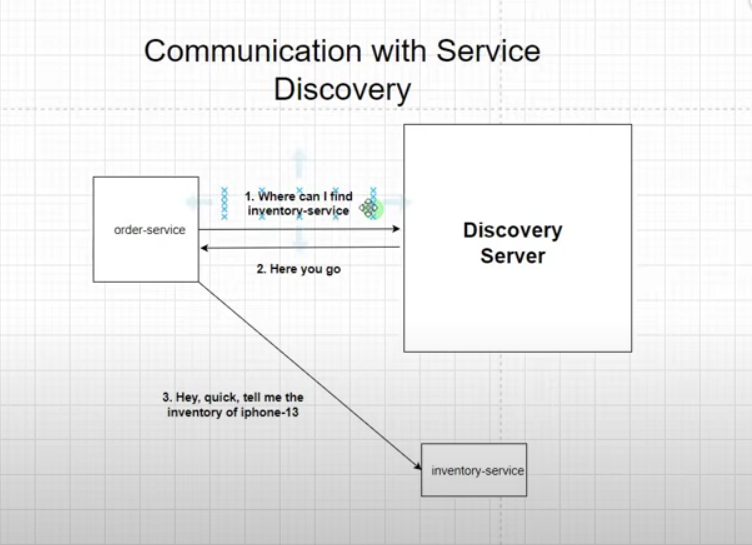 Communication with Service
Discovery
1. Where can I find
inventory-service
order-service
Discovery
Server
2. Here you go
3. Hey, quick, tell me the
inventory of iphone-13
inventory-service